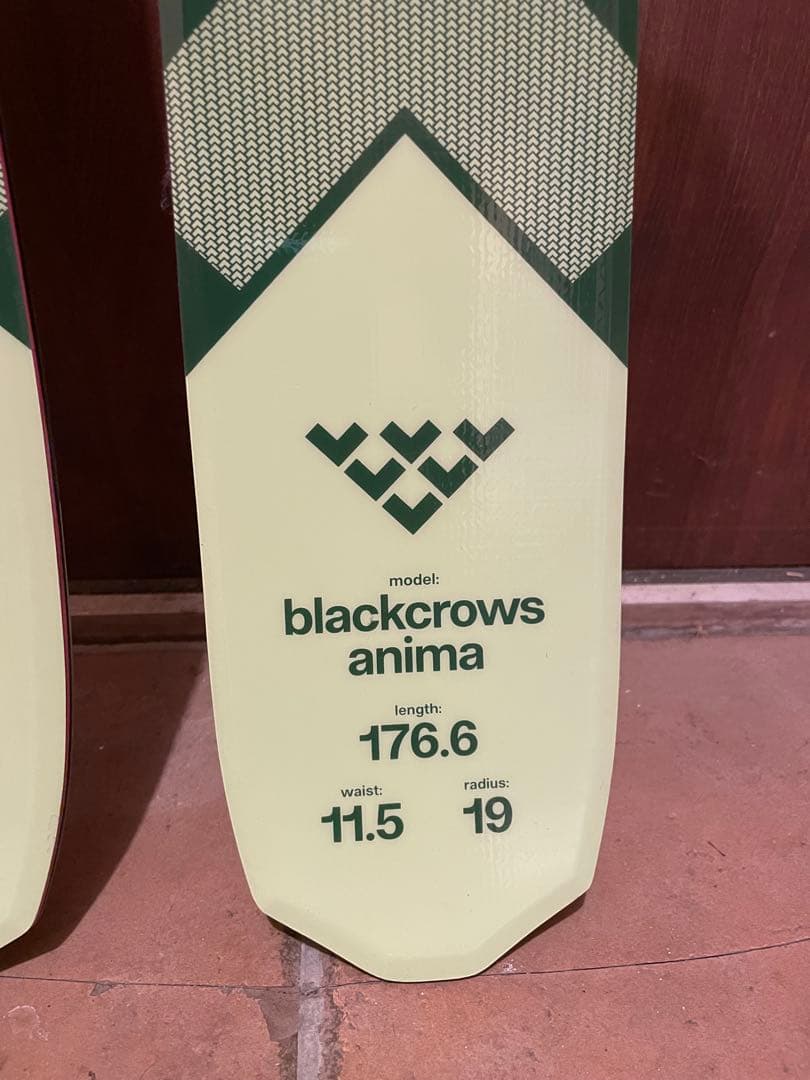 model:
blackcrows
anima
length:
176.6
waist: radius:
11.5 19